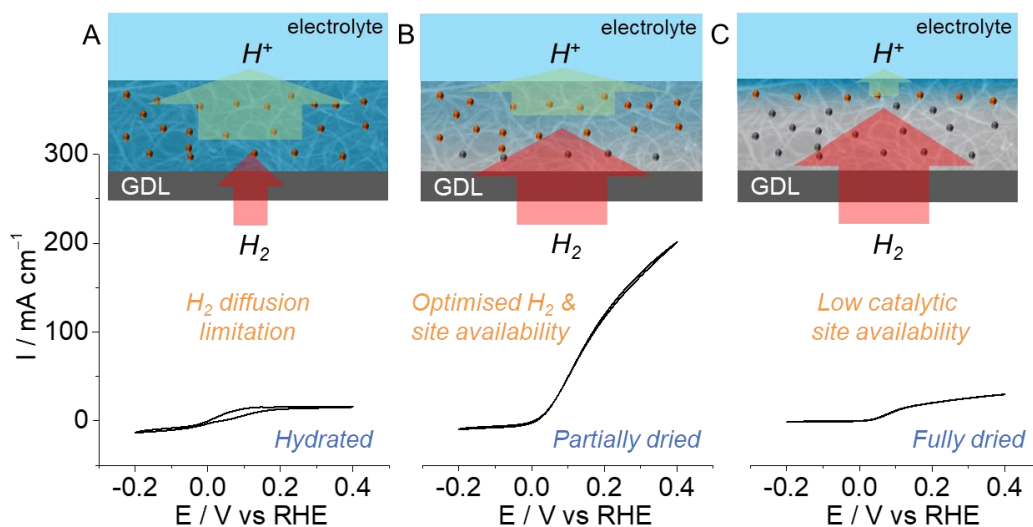 A
electrolyte
H⁺
GDL
H₂
H₂ diffusion
limitation
Hydrated
B
electrolyte
H⁺
GDL
H₂
Optimised H₂ &
site availability
Partially dried
C
electrolyte
H⁺
GDL
H₂
Low catalytic
site availability
Fully dried
I / mA cm⁻¹
300
200
100
0
-0.2 0.0 0.2 0.4
E / V vs RHE
-0.2 0.0 0.2 0.4
E / V vs RHE
-0.2 0.0 0.2 0.4
E / V vs RHE